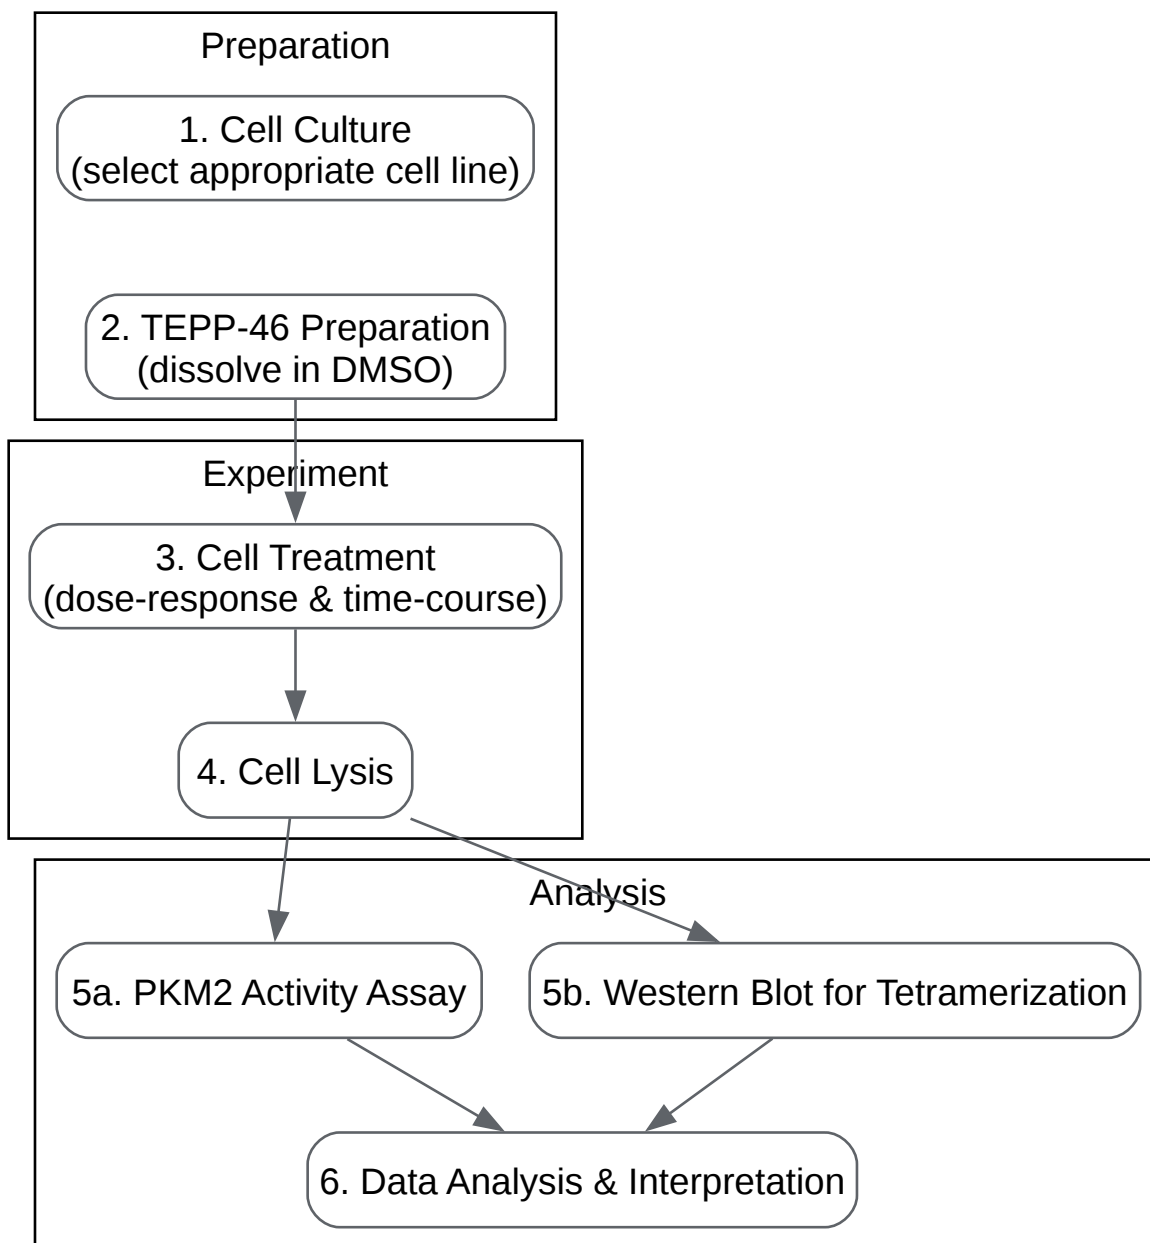 Preparation
1. Cell Culture
(select appropriate cell line)
2. TEPP-46 Preparation
(dissolve in DMSO)
Experiment
3. Cell Treatment
(dose-response & time-course)
4. Cell Lysis
Analysis
5a. PKM2 Activity Assay
5b. Western Blot for Tetramerization
6. Data Analysis & Interpretation